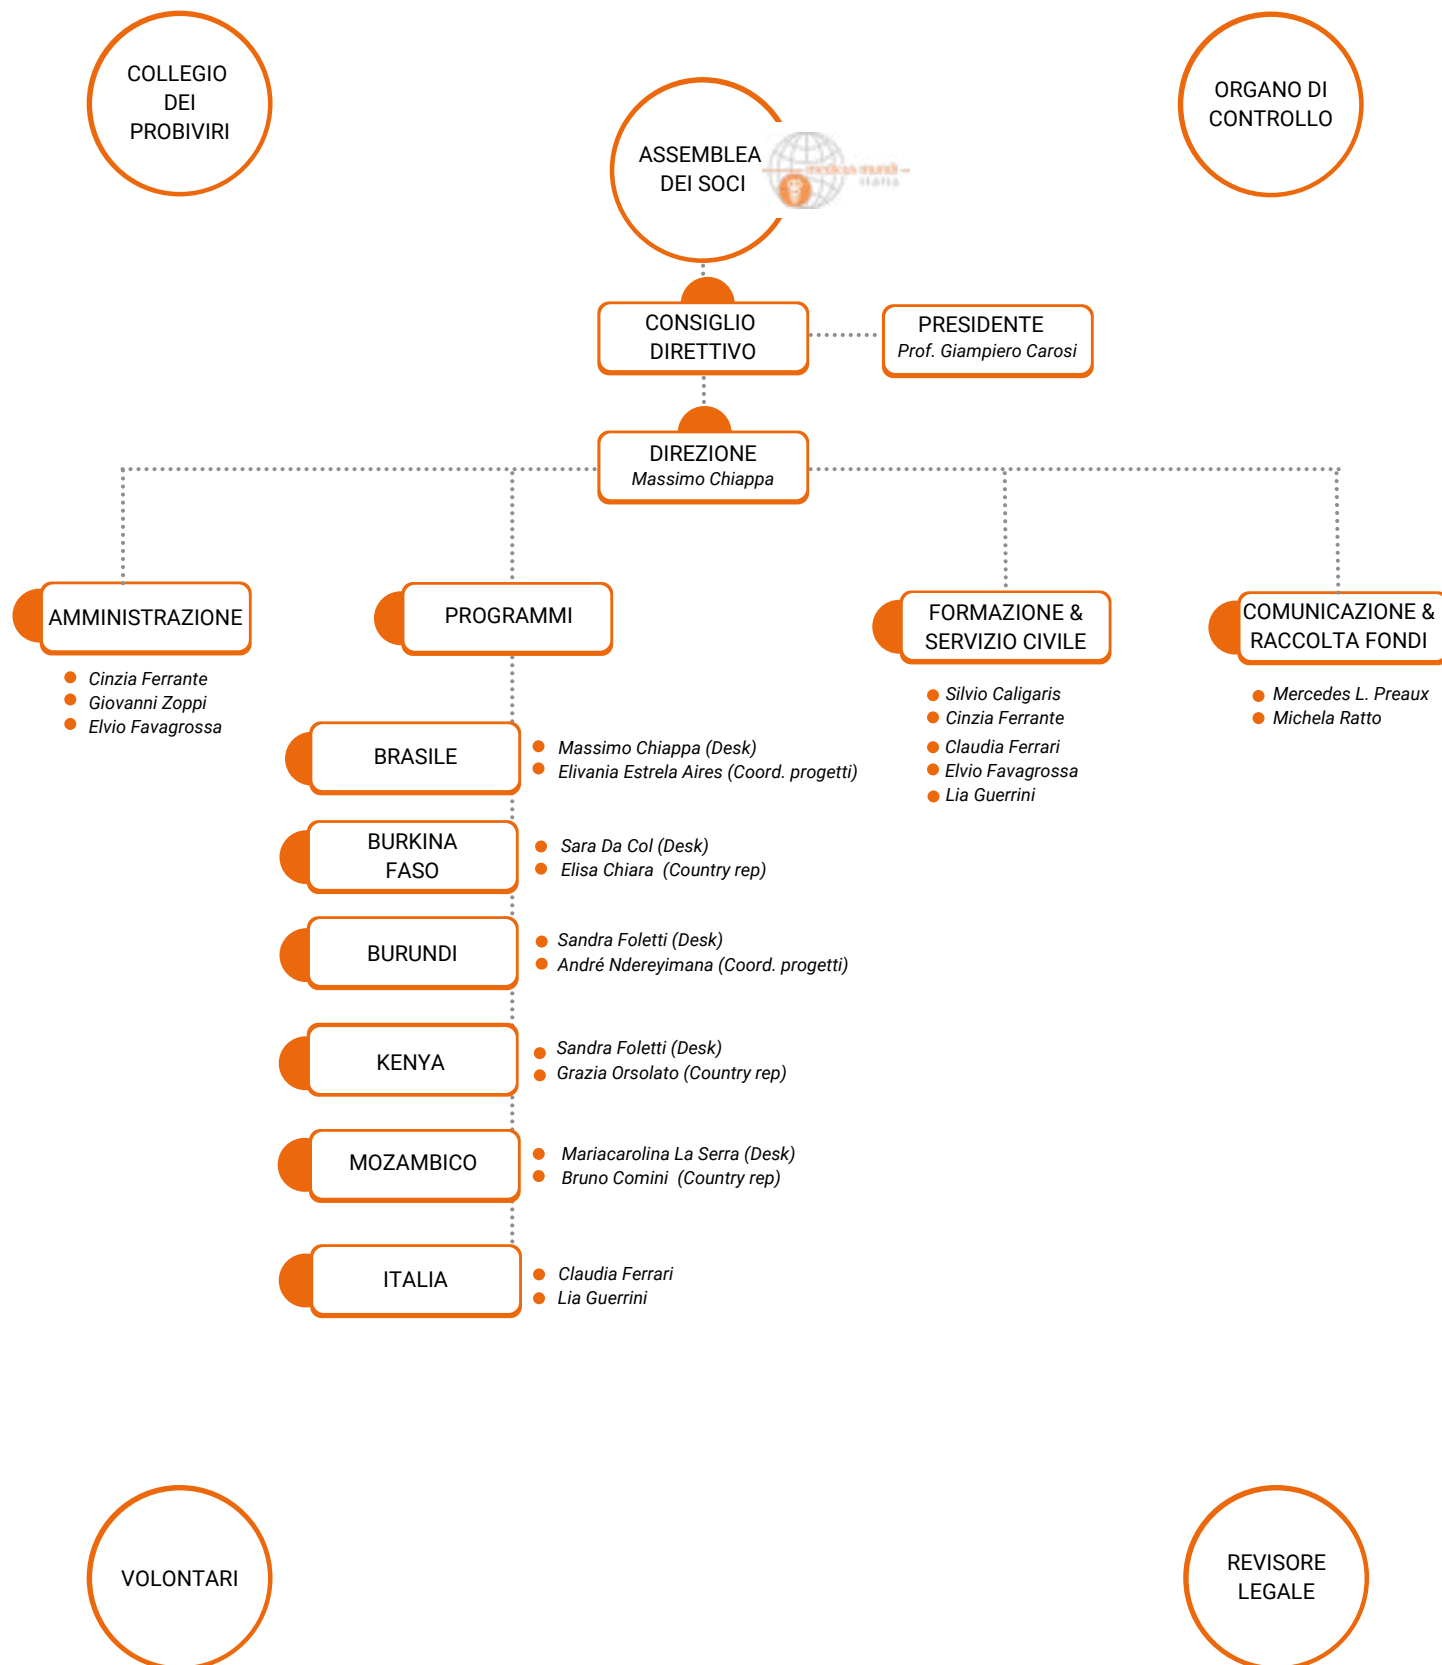 COLLEGIO
DEI
PROBIVIRI
ORGANO DI
CONTROLLO
ASSEMBLEA
DEI SOCI
medicus mundi
italia
CONSIGLIO
DIRETTIVO
PRESIDENTE
Prof. Giampiero Carosi
DIREZIONE
Massimo Chiappa
AMMINISTRAZIONE
Cinzia Ferrante
Giovanni Zoppi
Elvio Favagrossa
PROGRAMMI
FORMAZIONE &
SERVIZIO CIVILE
Silvio Caligaris
Cinzia Ferrante
Claudia Ferrari
Elvio Favagrossa
Lia Guerrini
COMUNICAZIONE &
RACCOLTA FONDI
Mercedes L. Preaux
Michela Ratto
BRASILE
Massimo Chiappa (Desk)
Elivania Estrela Aires (Coord. progetti)
BURKINA
FASO
Sara Da Col (Desk)
Elisa Chiara (Country rep)
BURUNDI
Sandra Foletti (Desk)
André Ndereyimana (Coord. progetti)
KENYA
Sandra Foletti (Desk)
Grazia Orsolato (Country rep)
MOZAMBICO
Mariacarolina La Serra (Desk)
Bruno Comini (Country rep)
ITALIA
Claudia Ferrari
Lia Guerrini
VOLONTARI
REVISORE
LEGALE